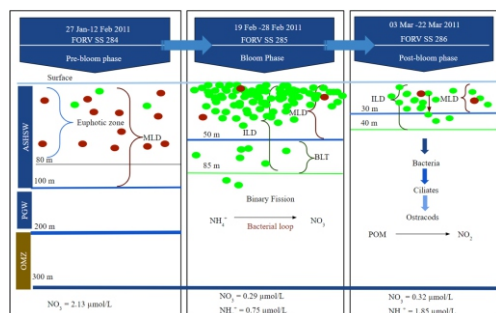 27 Jan-12 Feb 2011
FORV SS 284
Pre-bloom phase
19 Feb -28 Feb 2011
FORV SS 285
Bloom Phase
03 Mar -22 Mar 2011
FORV SS 286
Post-bloom phase
Surface
ASHSW
PGW
OMZ
Euphotic zone
MLD
80 m
100 m
200 m
300 m
NO3 = 2.13 µmol/L
MLD
ILD
50 m
BLT
85 m
Binary Fission
NH4+ NO3
Bacterial loop
NO3 = 0.29 µmol/L
NH4+ = 0.75 µmol/L
ILD
MLD
30 m
40 m
Bacteria
Ciliates
Ostracods
POM NO2
NO3 = 0.32 µmol/L
NH4+ = 1.85 µmol/L